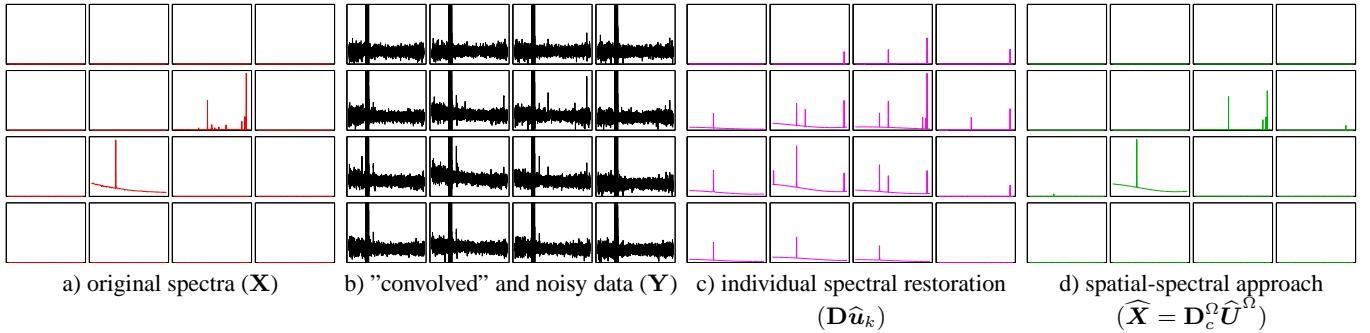 a) original spectra (X)
b) ”convolved” and noisy data (Y)
c) individual spectral restoration
(Dû_k)
d) spatial-spectral approach
(X̂ = D_c^Ω Û^Ω)